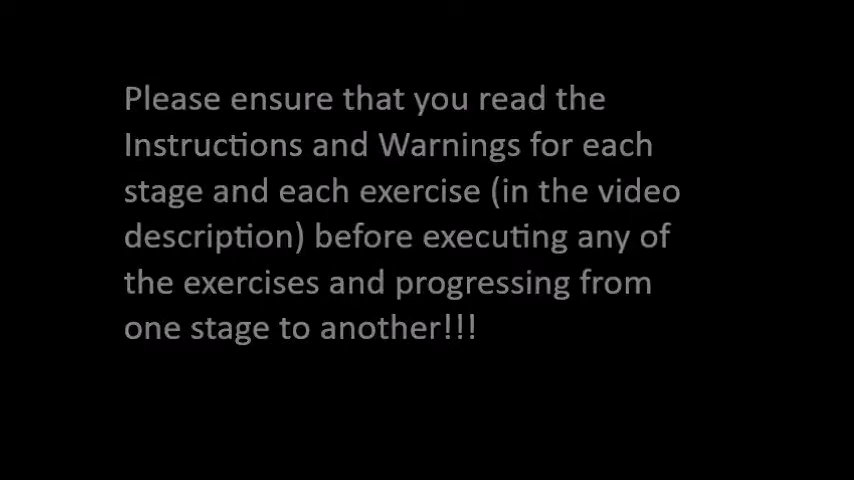 Please ensure that you read the
Instructions and Warnings for each
stage and each exercise (in the video
description) before executing any of
the exercises and progressing from
one stage to another!!!